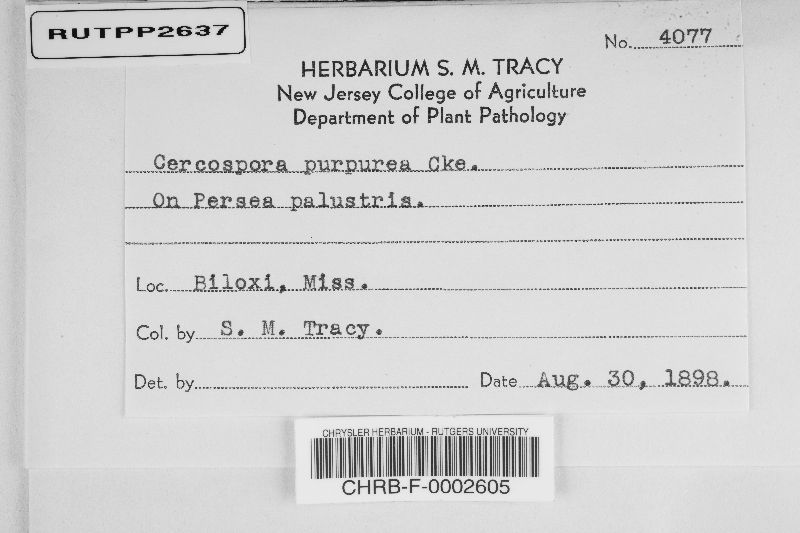 RUTPP2637
No. 4077
HERBARIUM S. M. TRACY
New Jersey College of Agriculture
Department of Plant Pathology
Cercospora purpurea Cke.
On Persea palustris.
Loc. Biloxi, Miss.
Col. by S. M. Tracy.
Det. by
Date Aug. 30, 1898.
CHRYSLER HERBARIUM - RUTGERS UNIVERSITY
CHRB-F-0002605